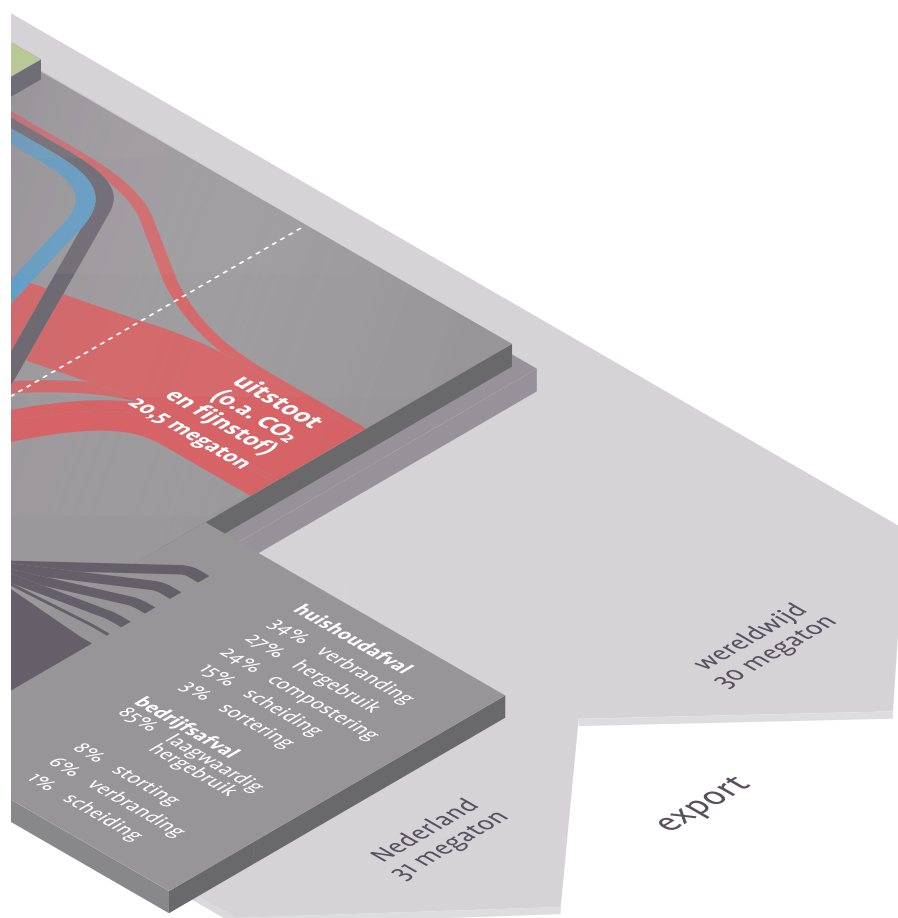 uitstoot
(o.a. CO₂
en fijnstof)
20,5 megaton
huishoudafval
34% verbranding
27% hergebruik
24% compostering
15% scheiding
3% sortering
bedrijfsafval
85% laagwaardig
hergebruik
8% storting
6% verbranding
1% scheiding
wereldwijd
30 megaton
export
Nederland
31 megaton